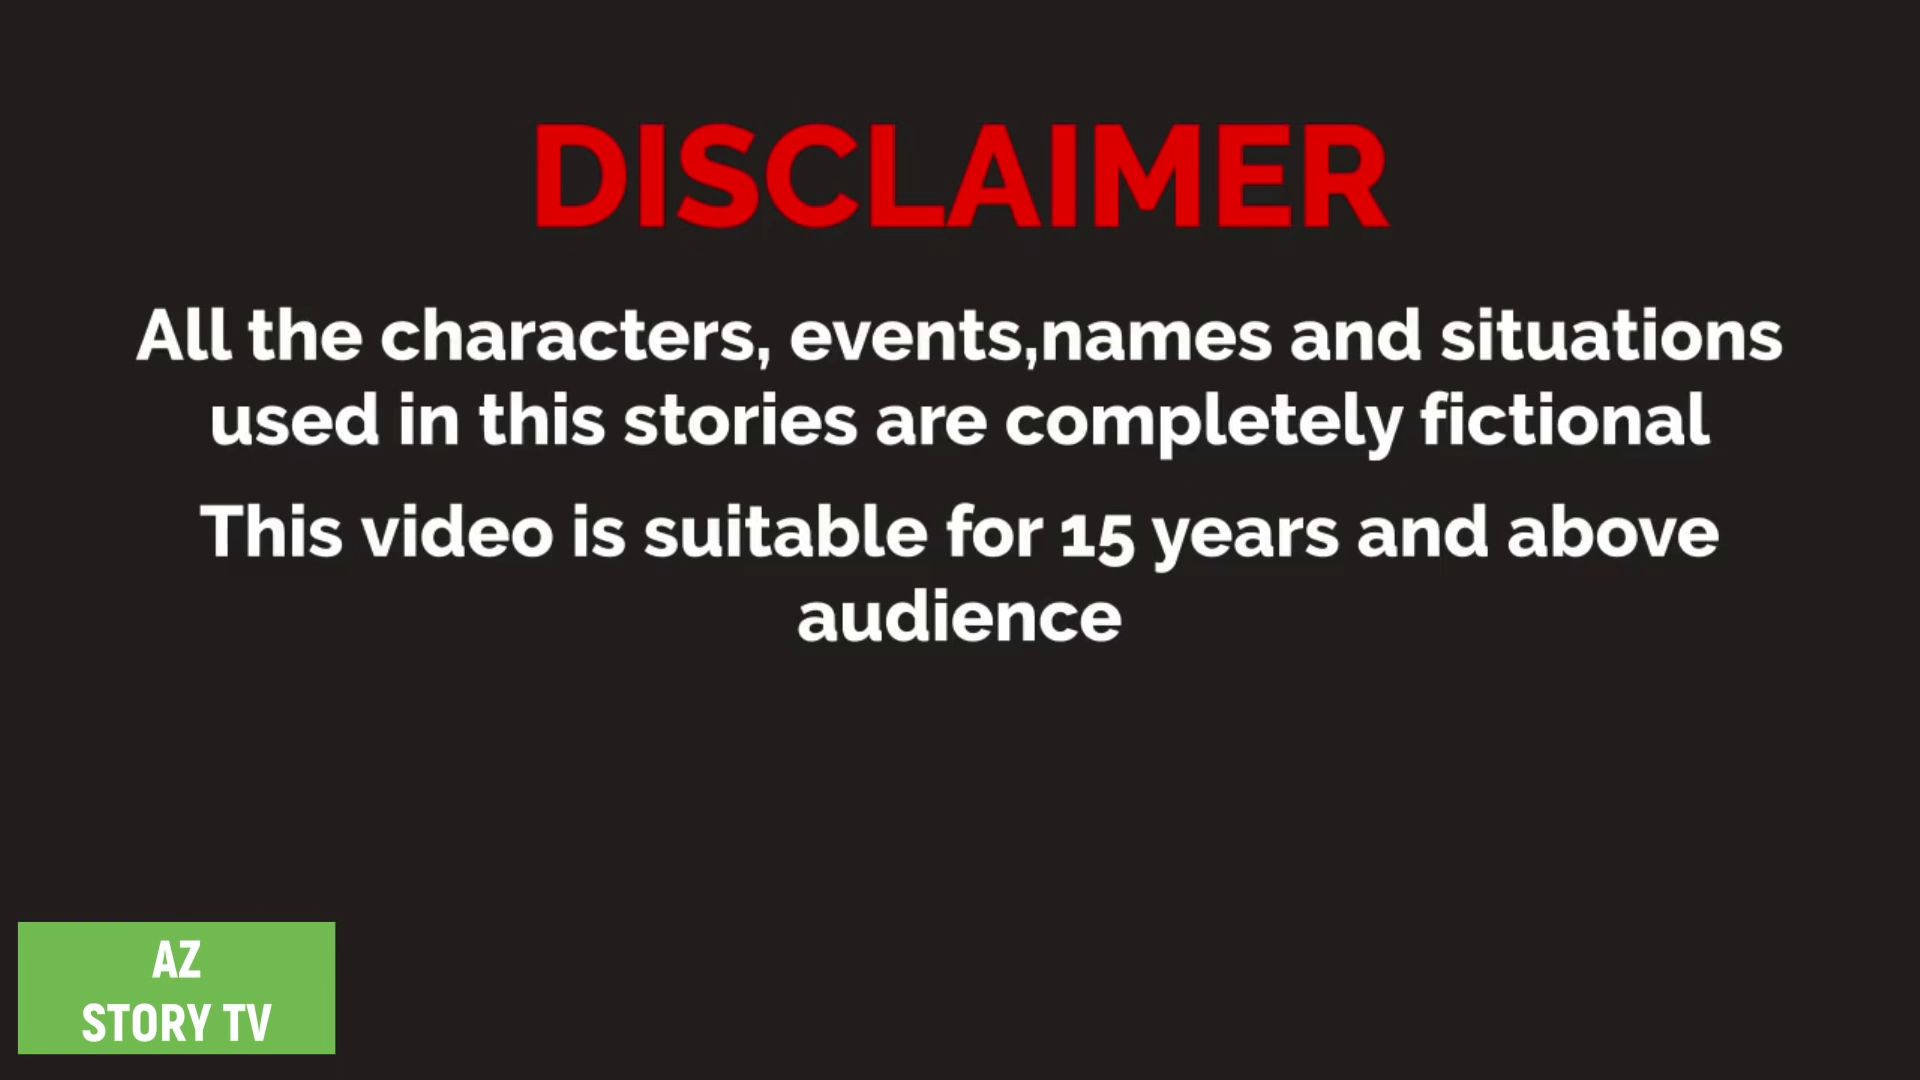 DISCLAIMER
All the characters, events,names and situations
used in this stories are completely fictional
This video is suitable for 15 years and above
audience
AZ
STORY TV